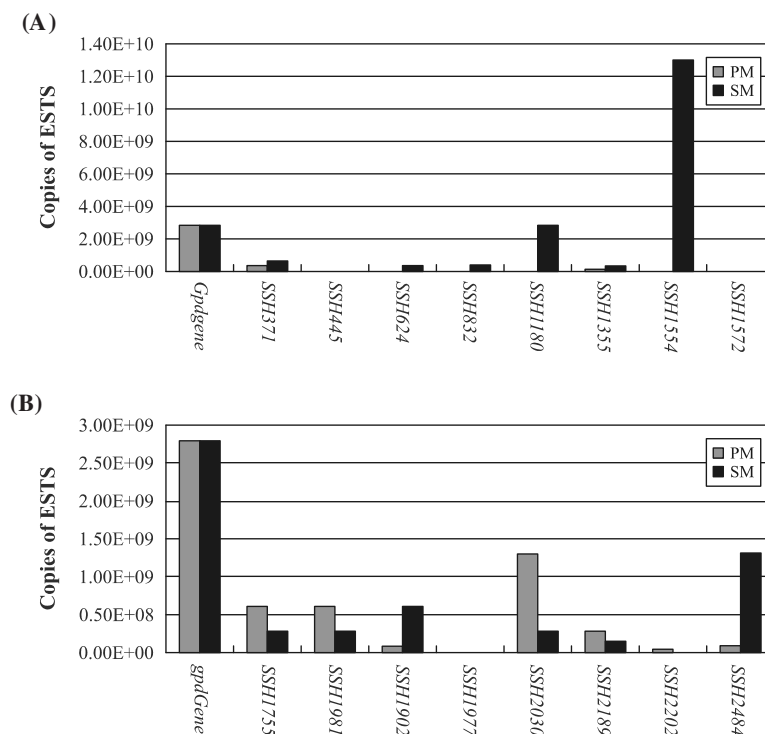 (A)
Copies of ESTS
1.40E+10
1.20E+10
1.40E+10
8.00E+09
6.00E+09
4.00E+09
2.00E+09
0.00E+00
PM
SM
Gpdgene
SSH371
SSH445
SSH624
SSH832
SSH1180
SSH1355
SSH1554
SSH1572
(B)
Copies of ESTS
3.00E+09
2.50E+09
2.00E+09
1.50E+09
1.00E+09
0.50E+08
0.00E+00
PM
SM
gpdGene
SSH1755
SSH1981
SSH1902
SSH1977
SSH2030
SSH2189
SSH2202
SSH2484